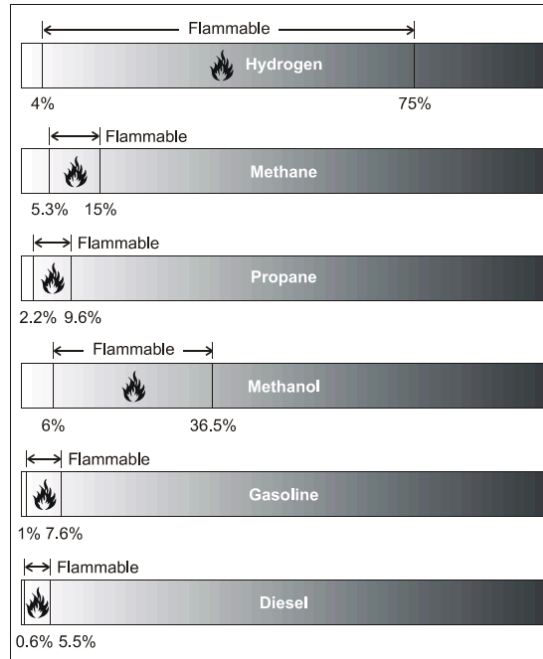 Flammable
Hydrogen
4% 75%
Flammable
Methane
5.3% 15%
Flammable
Propane
2.2% 9.6%
Flammable
Methanol
6% 36.5%
Flammable
Gasoline
1% 7.6%
Flammable
Diesel
0.6% 5.5%